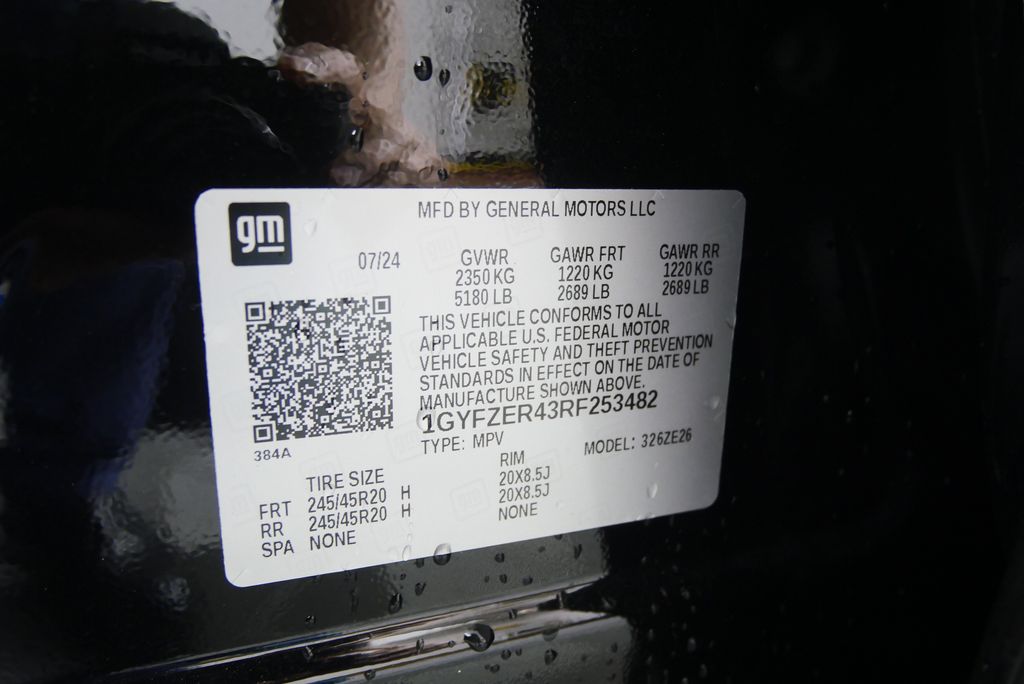 gm
MFD BY GENERAL MOTORS LLC
07/24
GVWR GAWR FRT GAWR RR
2350 KG 1220 KG 1220 KG
5180 LB 2689 LB 2689 LB
THIS VEHICLE CONFORMS TO ALL
APPLICABLE U.S. FEDERAL MOTOR
VEHICLE SAFETY AND THEFT PREVENTION
STANDARDS IN EFFECT ON THE DATE OF
MANUFACTURE SHOWN ABOVE.
1GYFZER43RF253482
TYPE: MPV MODEL: 326ZE26
384A
TIRE SIZE RIM
FRT 245/45R20 H 20X8.5J
RR 245/45R20 H 20X8.5J
SPA NONE NONE